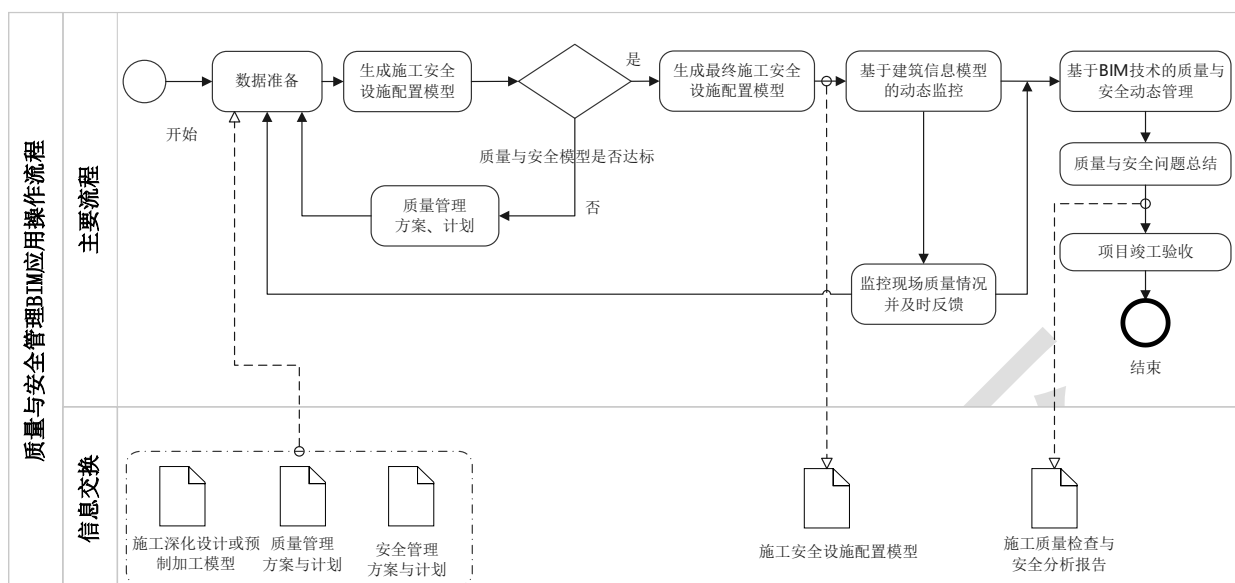 质量与安全管理BIM应用操作流程
主要流程
开始
数据准备
生成施工安全
设施配置模型
是
质量与安全模型是否达标
否
质量管理
方案、计划
生成最终施工安全
设施配置模型
基于建筑信息模型
的动态监控
监控现场质量情况
并及时反馈
基于BIM技术的质量与
安全动态管理
质量与安全问题总结
项目竣工验收
结束
信息交换
施工深化设计或预
制加工模型
质量管理
方案与计划
安全管理
方案与计划
施工安全设施配置模型
施工质量检查与
安全分析报告